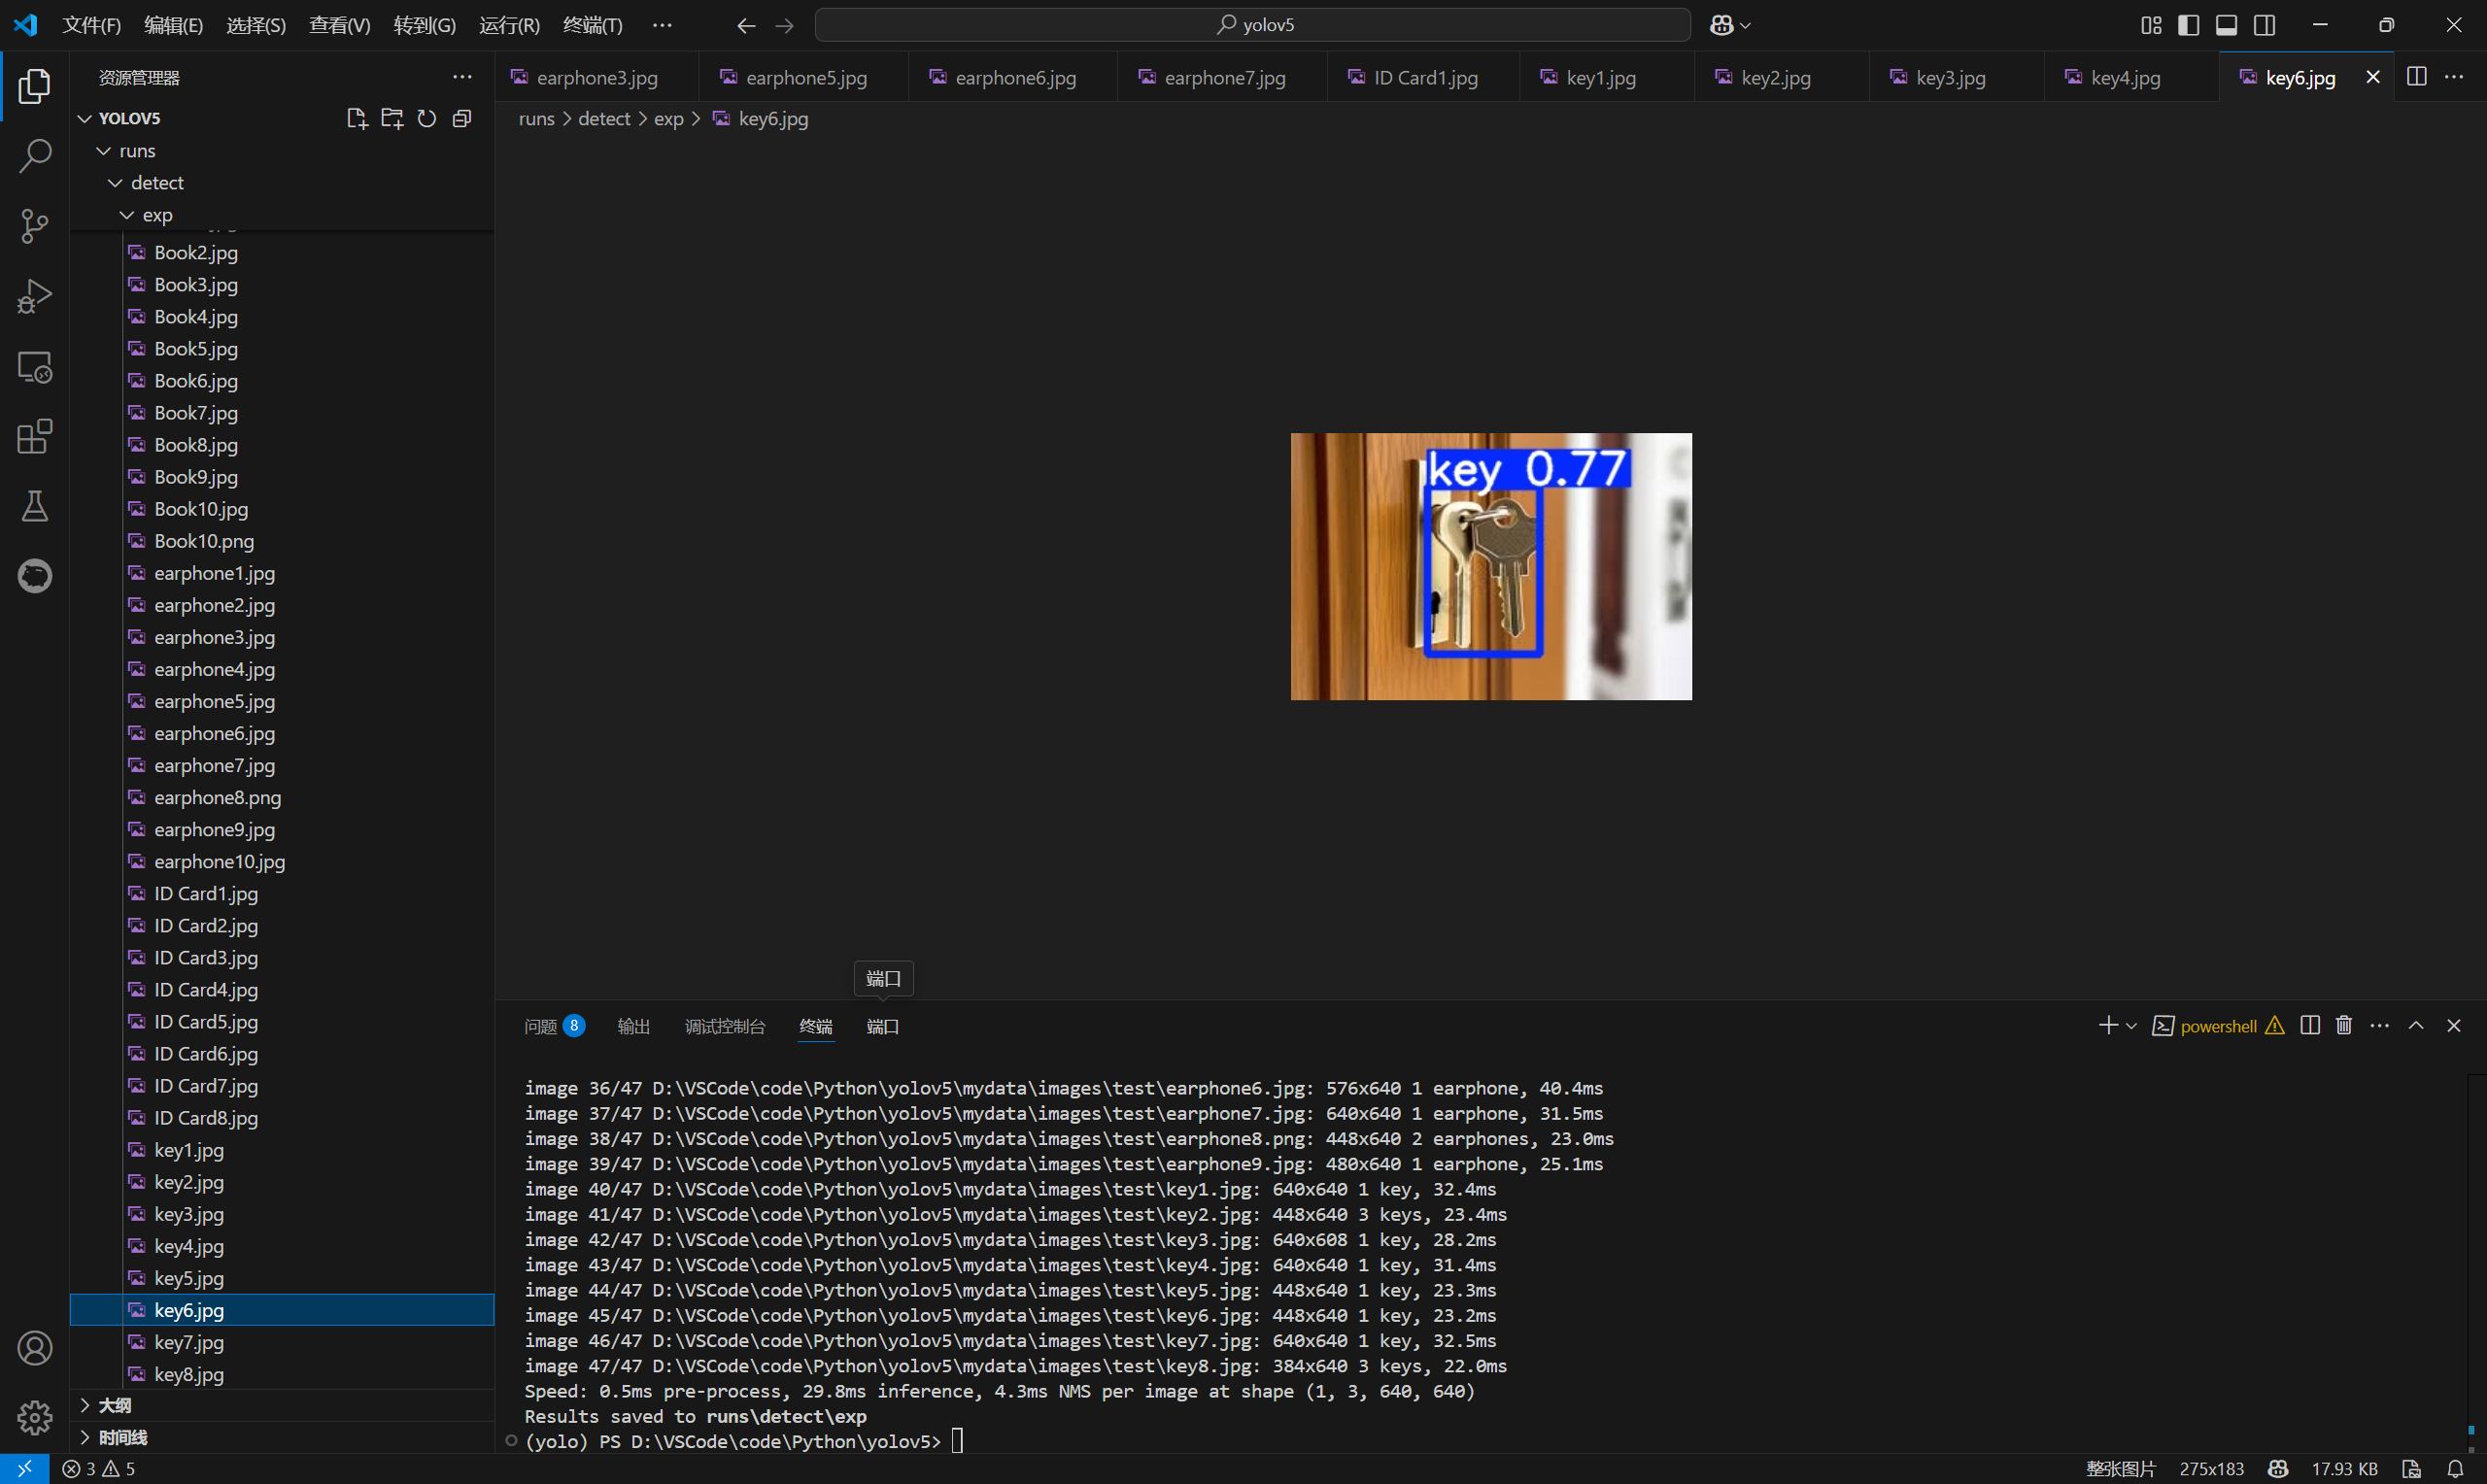 文件(F) 编辑(E) 选择(S) 查看(V) 转到(G) 运行(R) 终端(T) ··· yolov5
资源管理器 ···
earphone3.jpg earphone5.jpg earphone6.jpg earphone7.jpg ID Card1.jpg key1.jpg key2.jpg key3.jpg key4.jpg key6.jpg
YOLOV5
runs > detect > exp > key6.jpg
runs
detect
exp
Book2.jpg
Book3.jpg
Book4.jpg
Book5.jpg
Book6.jpg
Book7.jpg
Book8.jpg
Book9.jpg
Book10.jpg
Book10.png
earphone1.jpg
earphone2.jpg
earphone3.jpg
earphone4.jpg
earphone5.jpg
earphone6.jpg
earphone7.jpg
earphone8.png
earphone9.jpg
earphone10.jpg
ID Card1.jpg
ID Card2.jpg
ID Card3.jpg
ID Card4.jpg
ID Card5.jpg
ID Card6.jpg
ID Card7.jpg
ID Card8.jpg
key1.jpg
key2.jpg
key3.jpg
key4.jpg
key5.jpg
key6.jpg
key7.jpg
key8.jpg
大纲
时间线
key 0.77
端口
问题 8 输出 调试控制台 终端 端口 powershell
image 36/47 D:\VSCode\code\Python\yolov5\mydata\images\test\earphone6.jpg: 576x640 1 earphone, 40.4ms
image 37/47 D:\VSCode\code\Python\yolov5\mydata\images\test\earphone7.jpg: 640x640 1 earphone, 31.5ms
image 38/47 D:\VSCode\code\Python\yolov5\mydata\images\test\earphone8.png: 448x640 2 earphones, 23.0ms
image 39/47 D:\VSCode\code\Python\yolov5\mydata\images\test\earphone9.jpg: 480x640 1 earphone, 25.1ms
image 40/47 D:\VSCode\code\Python\yolov5\mydata\images\test\key1.jpg: 640x640 1 key, 32.4ms
image 41/47 D:\VSCode\code\Python\yolov5\mydata\images\test\key2.jpg: 448x640 3 keys, 23.4ms
image 42/47 D:\VSCode\code\Python\yolov5\mydata\images\test\key3.jpg: 640x608 1 key, 28.2ms
image 43/47 D:\VSCode\code\Python\yolov5\mydata\images\test\key4.jpg: 640x640 1 key, 31.4ms
image 44/47 D:\VSCode\code\Python\yolov5\mydata\images\test\key5.jpg: 448x640 1 key, 23.3ms
image 45/47 D:\VSCode\code\Python\yolov5\mydata\images\test\key6.jpg: 448x640 1 key, 23.2ms
image 46/47 D:\VSCode\code\Python\yolov5\mydata\images\test\key7.jpg: 640x640 1 key, 32.5ms
image 47/47 D:\VSCode\code\Python\yolov5\mydata\images\test\key8.jpg: 384x640 3 keys, 22.0ms
Speed: 0.5ms pre-process, 29.8ms inference, 4.3ms NMS per image at shape (1, 3, 640, 640)
Results saved to runs\detect\exp
(yolo) PS D:\VSCode\code\Python\yolov5>
3 5 整张图片 275x183 17.93 KB